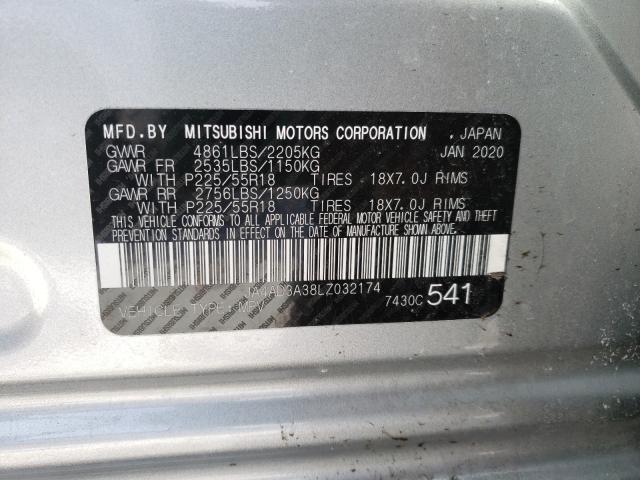 MFD.BY MITSUBISHI MOTORS CORPORATION , JAPAN
GVWR 4861LBS/2205KG JAN 2020
GAWR FR 2535LBS/1150KG
WITH P225/55R18 TIRES 18X7.0J RIMS
GAWR RR 2756LBS/1250KG
WITH P225/55R18 TIRES 18X7.0J RIMS
THIS VEHICLE CONFORMS TO ALL APPLICABLE FEDERAL MOTOR VEHICLE SAFETY AND THEFT
PREVENTION STANDARDS IN EFFECT ON THE DATE OF MANUFACTURE SHOWN ABOVE.
JA4AD3A38LZ032174
VEHICLE TYPE:MPV 7430C 541